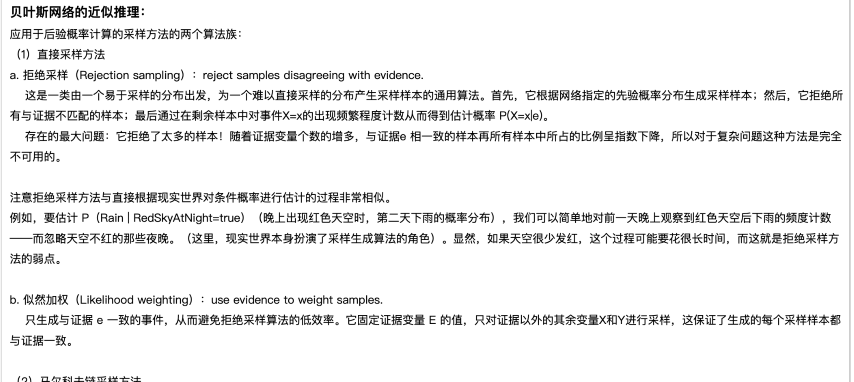 贝叶斯网络的近似推理：
应用于后验概率计算的采样方法的两个算法族：
（1）直接采样方法
a. 拒绝采样（Rejection sampling）：reject samples disagreeing with evidence.
这是一类由一个易于采样的分布出发，为一个难以直接采样的分布产生采样样本的通用算法。首先，它根据网络指定的先验概率分布生成采样样本；然后，它拒绝所
有与证据不匹配的样本；最后通过在剩余样本中对事件X=x的出现频繁程度计数从而得到估计概率 P(X=x|e)。
存在的最大问题：它拒绝了太多的样本！随着证据变量个数的增多，与证据e 相一致的样本再所有样本中所占的比例呈指数下降，所以对于复杂问题这种方法是完全
不可用的。
注意拒绝采样方法与直接根据现实世界对条件概率进行估计的过程非常相似。
例如，要估计 P（Rain | RedSkyAtNight=true）（晚上出现红色天空时，第二天下雨的概率分布），我们可以简单地对前一天晚上观察到红色天空后下雨的频度计数
——而忽略天空不红的那些夜晚。（这里，现实世界本身扮演了采样生成算法的角色）。显然，如果天空很少发红，这个过程可能要花很长时间，而这就是拒绝采样方
法的弱点。
b. 似然加权（Likelihood weighting）：use evidence to weight samples.
只生成与证据 e 一致的事件，从而避免拒绝采样算法的低效率。它固定证据变量 E 的值，只对证据以外的其余变量X和Y进行采样，这保证了生成的每个采样样本都
与证据一致。
（2）马尔科夫链采样方法